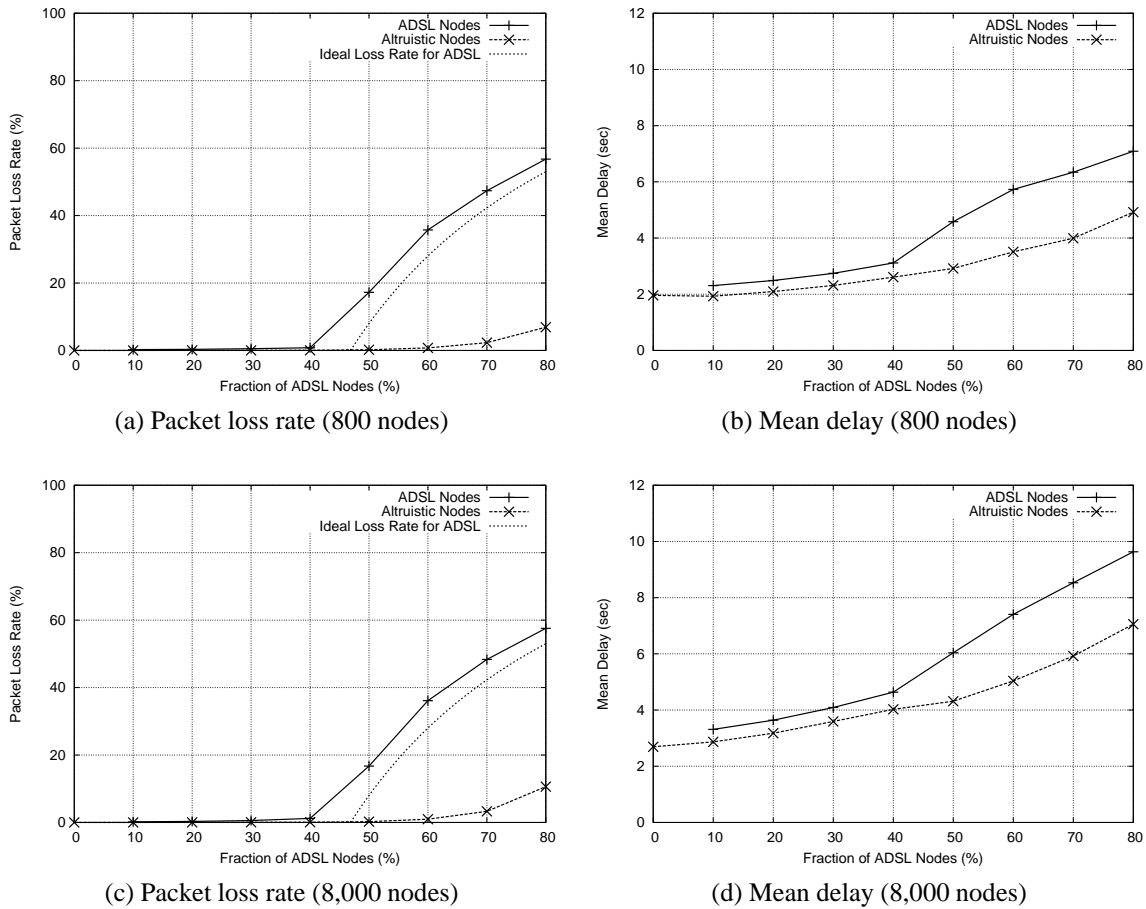 100
80
60
40
20
0
0 10 20 30 40 50 60 70 80
Packet Loss Rate (%)
Fraction of ADSL Nodes (%)
ADSL Nodes
Altruistic Nodes
Ideal Loss Rate for ADSL
(a) Packet loss rate (800 nodes)
12
10
8
6
4
2
0
0 10 20 30 40 50 60 70 80
Mean Delay (sec)
Fraction of ADSL Nodes (%)
ADSL Nodes
Altruistic Nodes
(b) Mean delay (800 nodes)
100
80
60
40
20
0
0 10 20 30 40 50 60 70 80
Packet Loss Rate (%)
Fraction of ADSL Nodes (%)
ADSL Nodes
Altruistic Nodes
Ideal Loss Rate for ADSL
(c) Packet loss rate (8,000 nodes)
12
10
8
6
4
2
0
0 10 20 30 40 50 60 70 80
Mean Delay (sec)
Fraction of ADSL Nodes (%)
ADSL Nodes
Altruistic Nodes
(d) Mean delay (8,000 nodes)